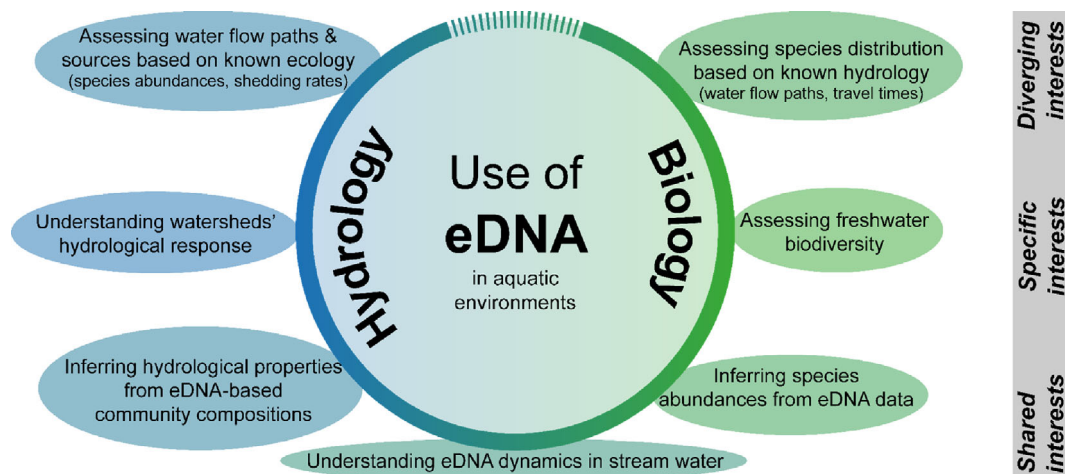 Assessing water flow paths &
sources based on known ecology
(species abundances, shedding rates)
Assessing species distribution
based on known hydrology
(water flow paths, travel times)
Diverging
interests
Hydrology
Use of
eDNA
in aquatic
environments
Biology
Understanding watersheds'
hydrological response
Assessing freshwater
biodiversity
Specific
interests
Inferring hydrological properties
from eDNA-based
community compositions
Inferring species
abundances from eDNA data
Understanding eDNA dynamics in stream water
Shared
interests